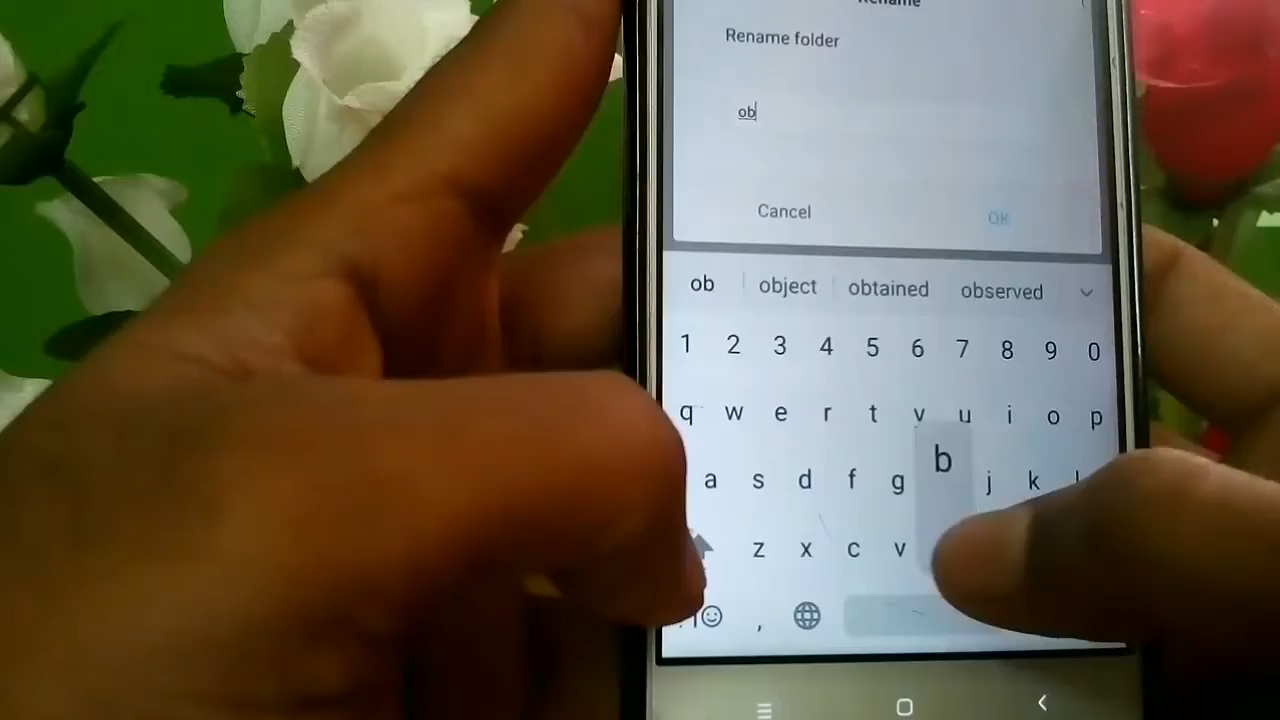 Rename
Rename folder
ob
Cancel OK
ob object obtained observed
1 2 3 4 5 6 7 8 9 0
q w e r t y u i o p
a s d f g b j k
z x c v
,